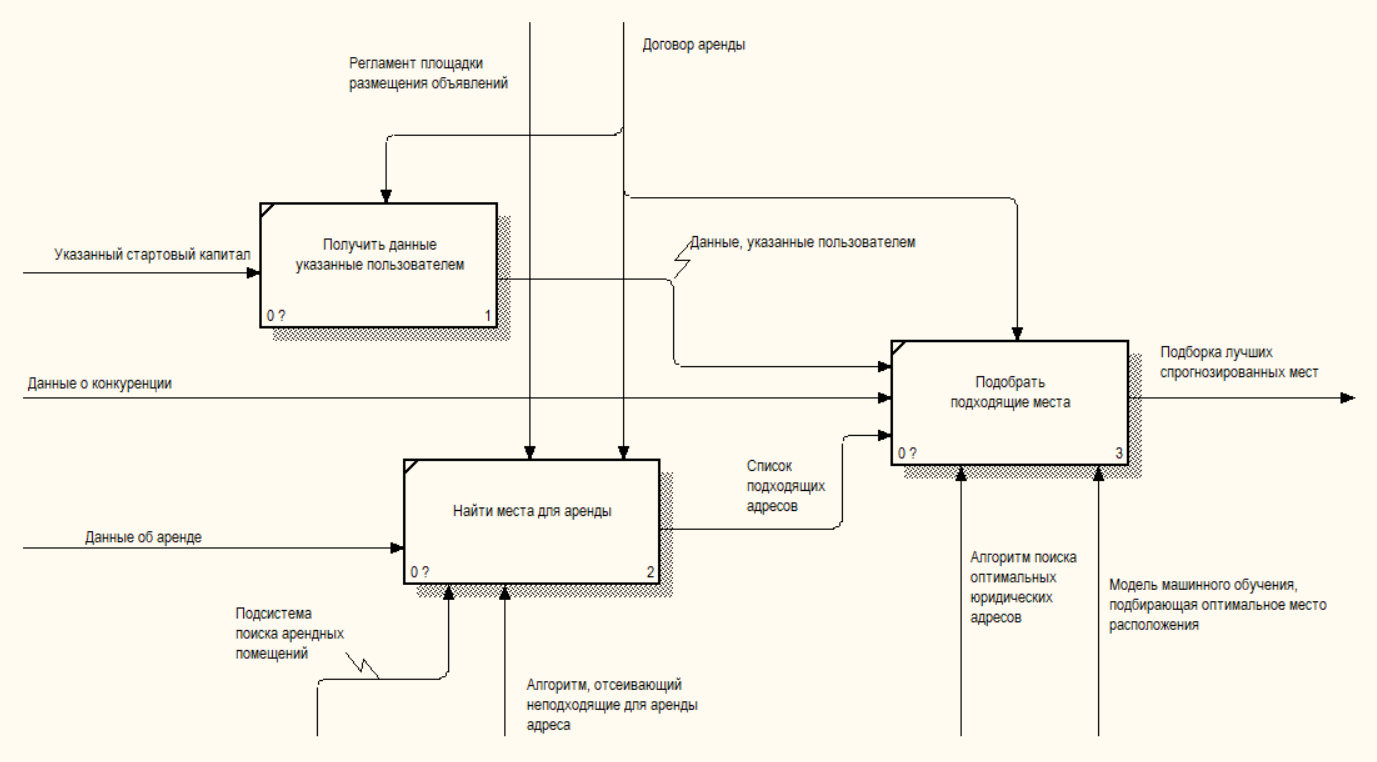 Договор аренды
Регламент площадки
размещения объявлений
Указанный стартовый капитал
Получить данные
указанные пользователем
0 ?
1
Данные, указанные пользователем
Данные о конкуренции
Подобрать
подходящие места
0 ?
3
Подборка лучших
спрогнозированных мест
Список
подходящих
адресов
Найти места для аренды
0 ?
2
Данные об аренде
Подсистема
поиска арендных
помещений
Алгоритм, отсеивающий
неподходящие для аренды
адреса
Алгоритм поиска
оптимальных
юридических
адресов
Модель машинного обучения,
подбирающая оптимальное место
расположения